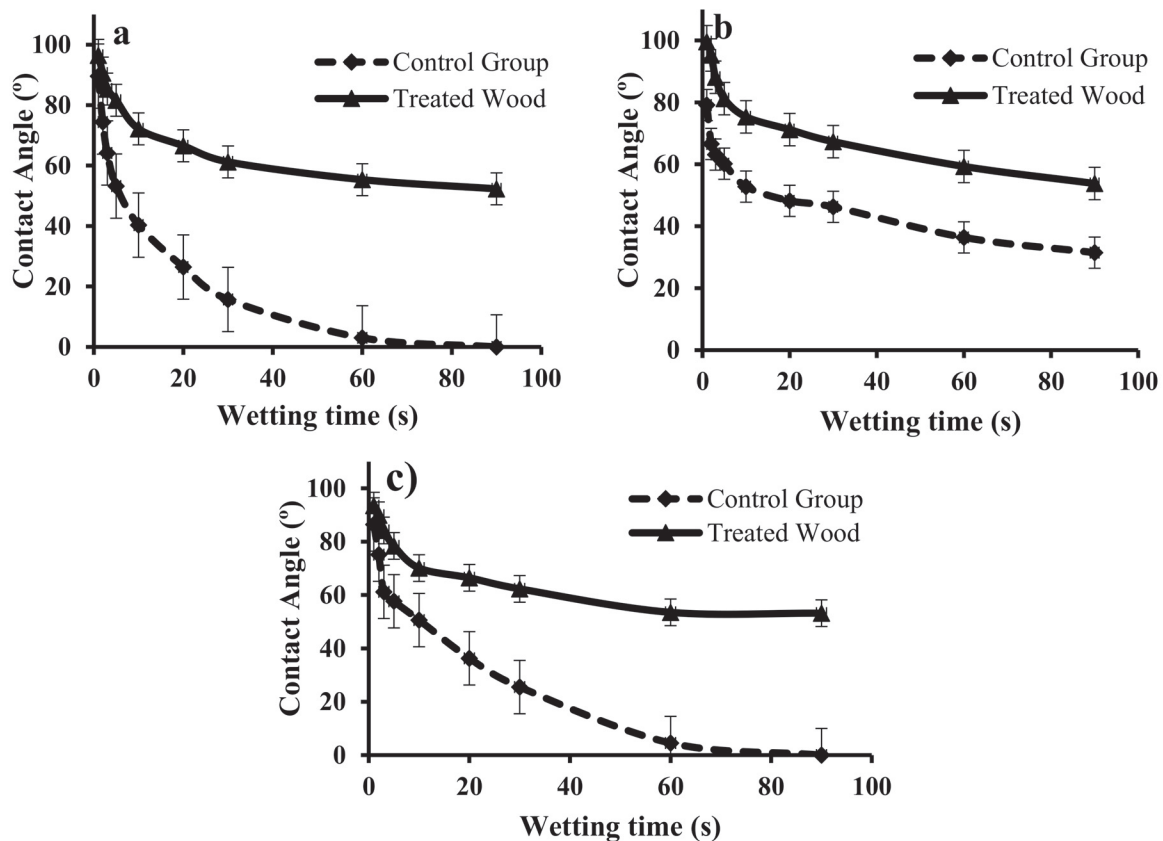 a
Contact Angle (º)
100
80
60
40
20
0
0 20 40 60 80 100
Wetting time (s)
Control Group
Treated Wood
b
Contact Angle (º)
100
80
60
40
20
0
0 20 40 60 80 100
Wetting time (s)
Control Group
Treated Wood
c)
Contact Angle (º)
100
80
60
40
20
0
0 20 40 60 80 100
Wetting time (s)
Control Group
Treated Wood